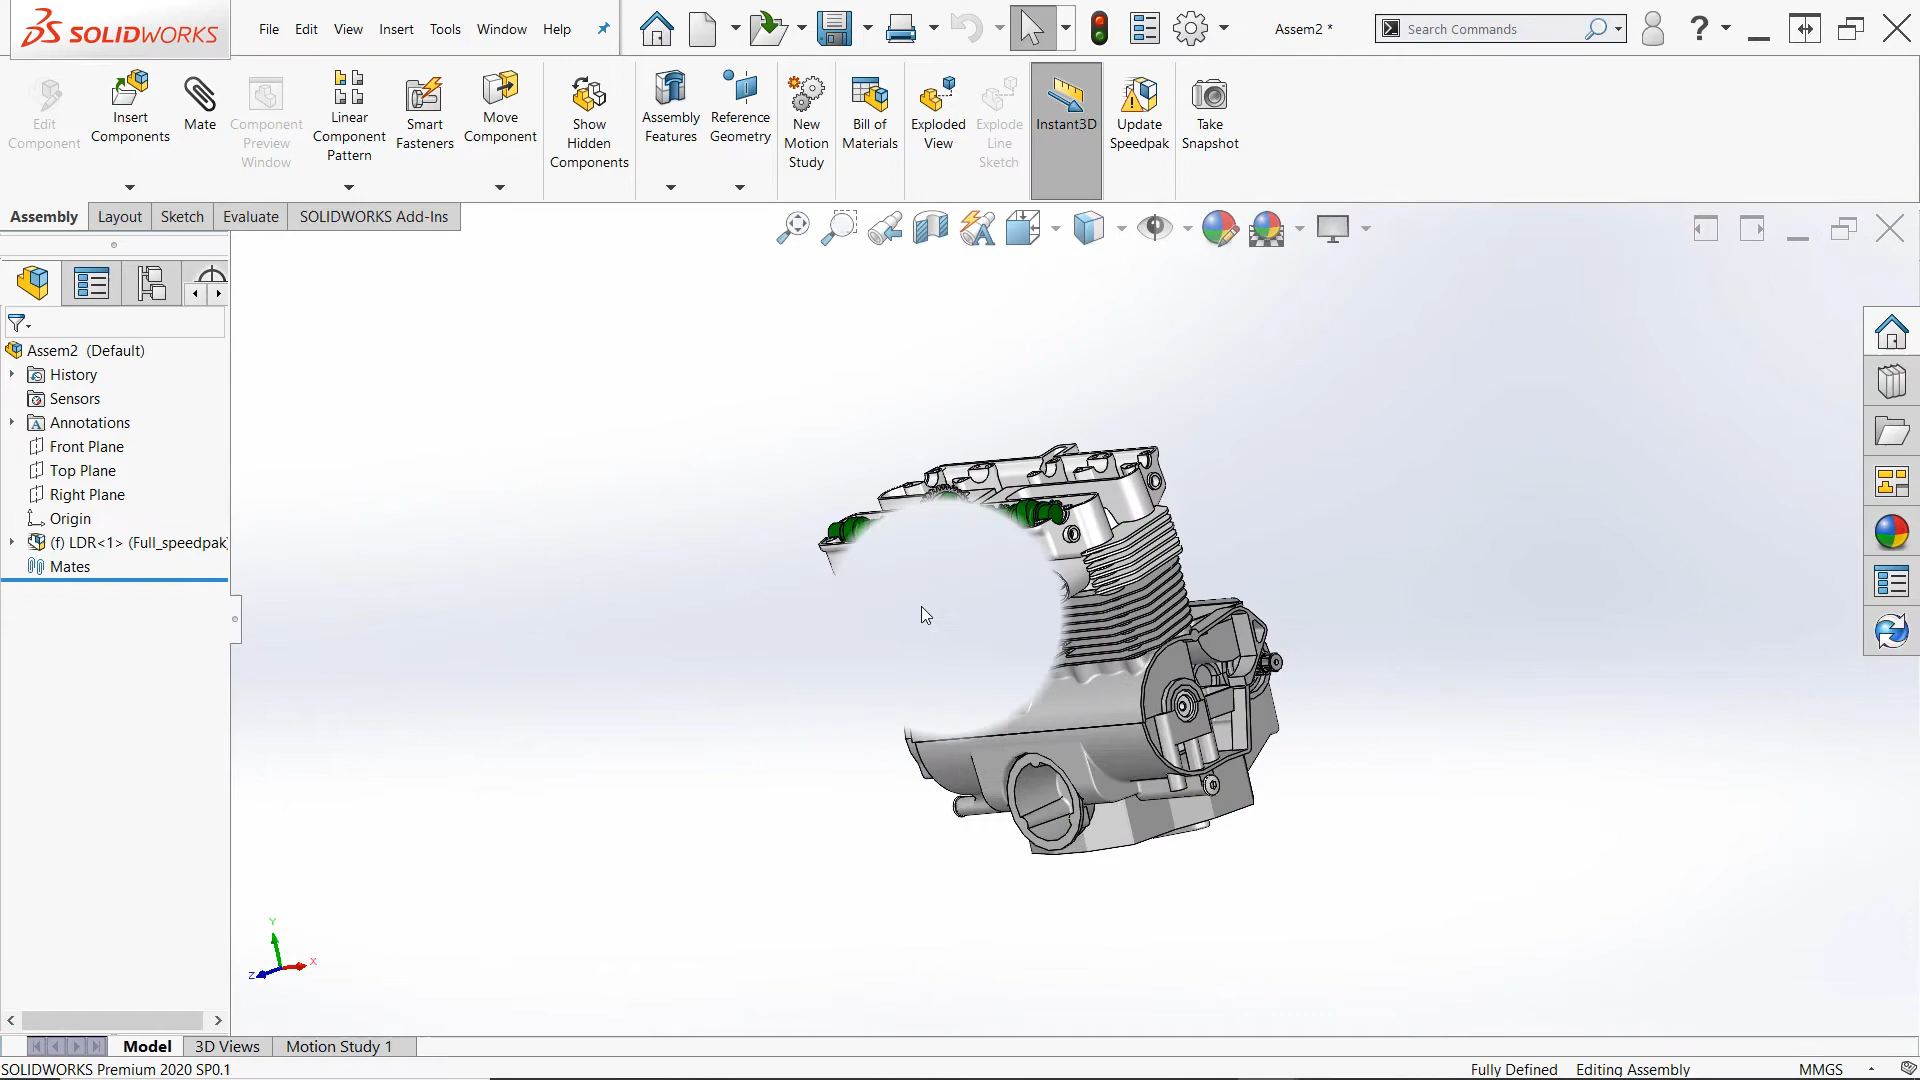 SOLIDWORKS
File Edit View Insert Tools Window Help
Assem2 *
Search Commands
Edit Component
Insert Components
Mate
Component Preview Window
Linear Component Pattern
Smart Fasteners
Move Component
Show Hidden Components
Assembly Features
Reference Geometry
New Motion Study
Bill of Materials
Exploded View
Explode Line Sketch
Instant3D
Update Speedpak
Take Snapshot
Assembly Layout Sketch Evaluate SOLIDWORKS Add-Ins
Assem2 (Default)
History
Sensors
Annotations
Front Plane
Top Plane
Right Plane
Origin
(f) LDR<1> (Full_speedpak
Mates
Y
X
Z
Model 3D Views Motion Study 1
SOLIDWORKS Premium 2020 SP0.1
Fully Defined Editing Assembly MMGS